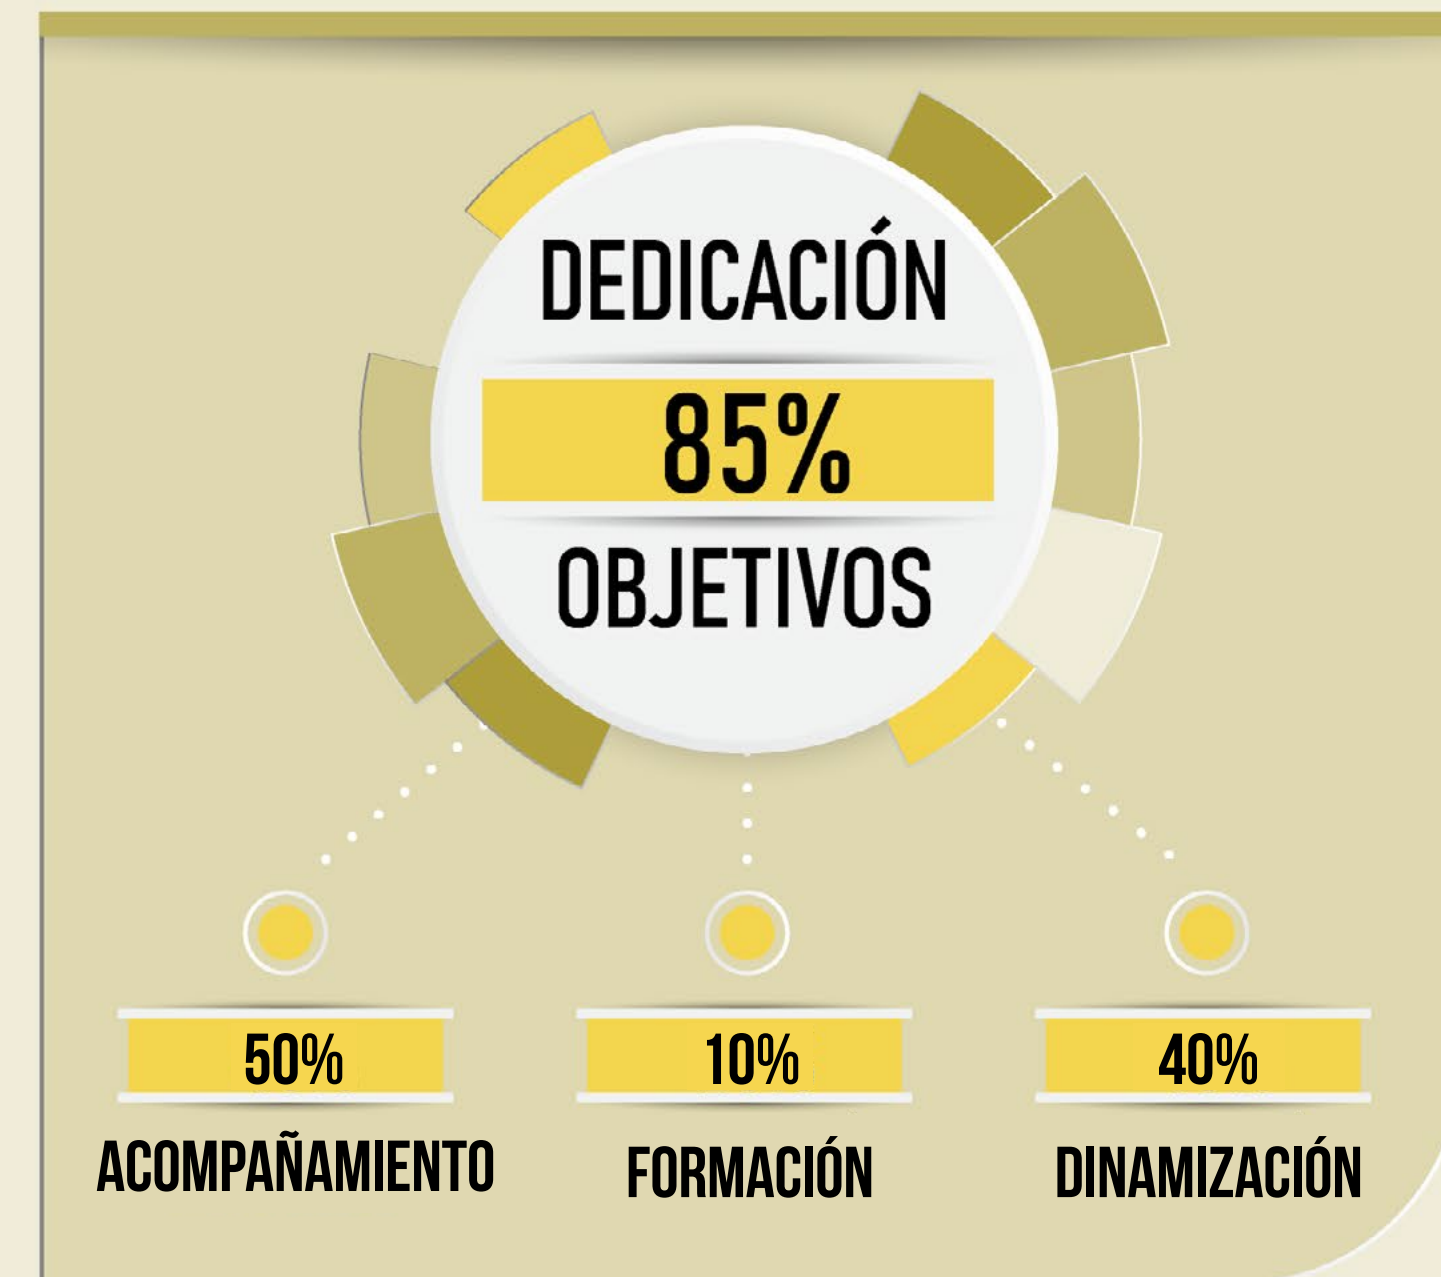 DEDICACIÓN
85%
OBJETIVOS
50%
10%
40%
ACOMPAÑAMIENTO
FORMACIÓN
DINAMIZACIÓN